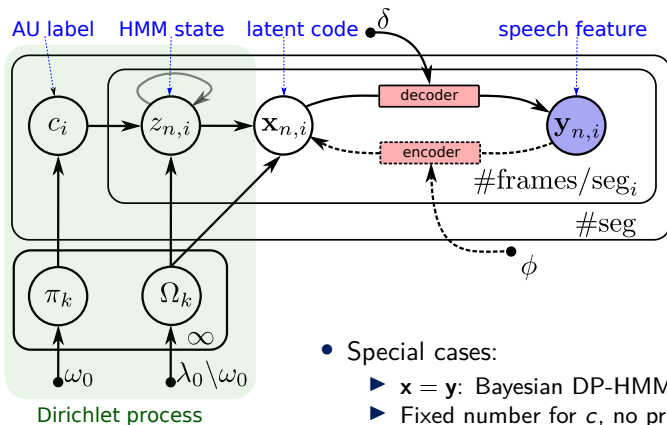 AU label HMM state latent code δ speech feature
decoder
c_i z_{n,i} x_{n,i} y_{n,i}
encoder
#frames/seg_i
#seg
ϕ
π_k Ω_k
∞
ω_0 λ_0\ω_0
Dirichlet process
• Special cases:
▶ x = y: Bayesian DP-HMM
▶ Fixed number for c, no pr